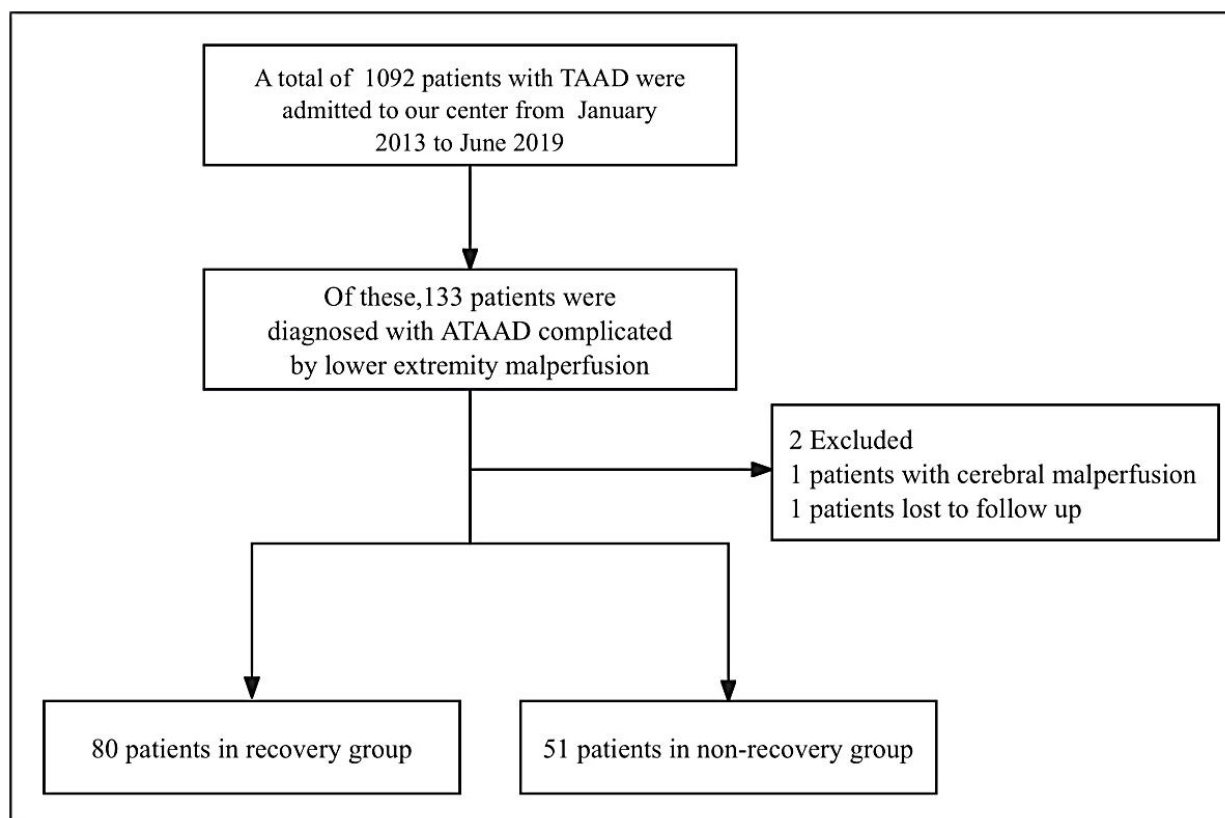 A total of 1092 patients with TAAD were
admitted to our center from January
2013 to June 2019
Of these,133 patients were
diagnosed with ATAAD complicated
by lower extremity malperfusion
2 Excluded
1 patients with cerebral malperfusion
1 patients lost to follow up
80 patients in recovery group
51 patients in non-recovery group